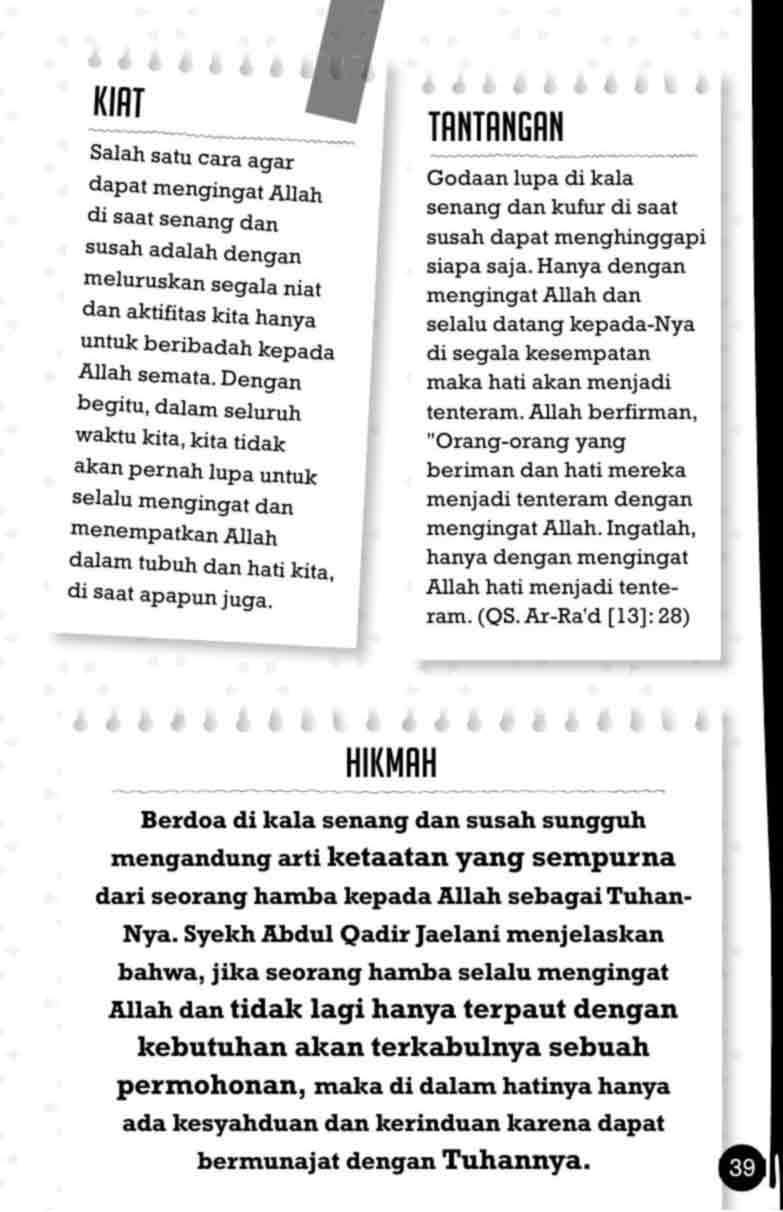 KIAT
Salah satu cara agar
dapat mengingat Allah
di saat senang dan
susah adalah dengan
meluruskan segala niat
dan aktifitas kita hanya
untuk beribadah kepada
Allah semata. Dengan
begitu, dalam seluruh
waktu kita, kita tidak
akan pernah lupa untuk
selalu mengingat dan
menempatkan Allah
dalam tubuh dan hati kita,
di saat apapun juga.
TANTANGAN
Godaan lupa di kala
senang dan kufur di saat
susah dapat menghinggapi
siapa saja. Hanya dengan
mengingat Allah dan
selalu datang kepada-Nya
di segala kesempatan
maka hati akan menjadi
tenteram. Allah berfirman,
"Orang-orang yang
beriman dan hati mereka
menjadi tenteram dengan
mengingat Allah. Ingatlah,
hanya dengan mengingat
Allah hati menjadi tente-
ram. (QS. Ar-Ra'd [13]: 28)
HIKMAH
Berdoa di kala senang dan susah sungguh
mengandung arti ketaatan yang sempurna
dari seorang hamba kepada Allah sebagai Tuhan-
Nya. Syekh Abdul Qadir Jaelani menjelaskan
bahwa, jika seorang hamba selalu mengingat
Allah dan tidak lagi hanya terpaut dengan
kebutuhan akan terkabulnya sebuah
permohonan, maka di dalam hatinya hanya
ada kesyahduan dan kerinduan karena dapat
bermunajat dengan Tuhannya.
39